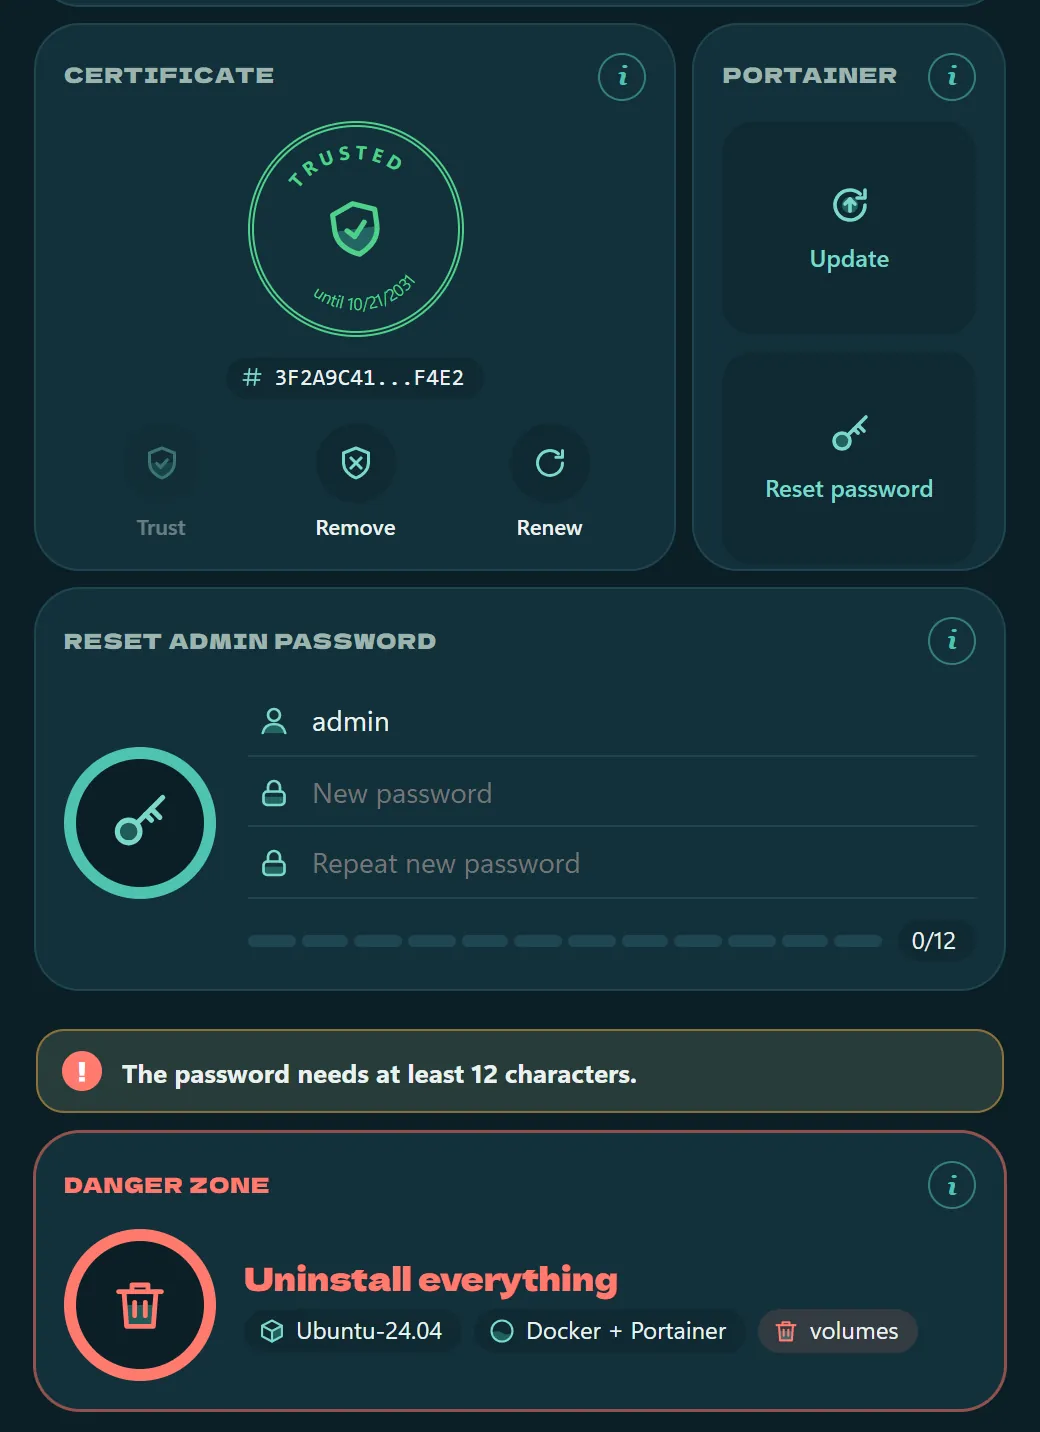 CERTIFICATE
i
TRUSTED
until 10/21/2031
# 3F2A9C41...F4E2
Trust
Remove
Renew
PORTAINER
i
Update
Reset password
RESET ADMIN PASSWORD
i
admin
New password
Repeat new password
0/12
! The password needs at least 12 characters.
DANGER ZONE
i
Uninstall everything
Ubuntu-24.04
Docker + Portainer
volumes